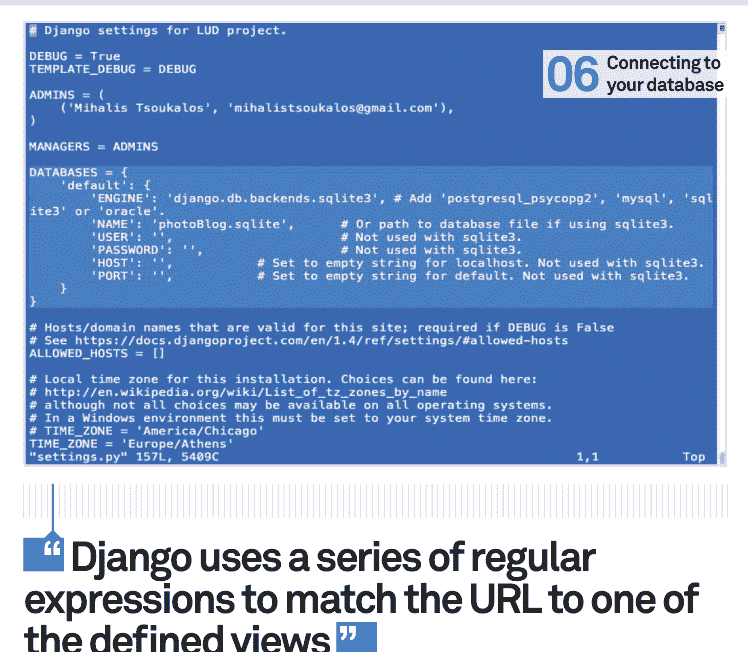 # Django settings for LUD project.
DEBUG = True
TEMPLATE_DEBUG = DEBUG
ADMINS = (
    ('Mihalis Tsoukalos', 'mihalistsoukalos@gmail.com'),
)
MANAGERS = ADMINS
DATABASES = {
    'default': {
        'ENGINE': 'django.db.backends.sqlite3', # Add 'postgresql_psycopg2', 'mysql', 'sql
ite3' or 'oracle'.
        'NAME': 'photoBlog.sqlite',      # Or path to database file if using sqlite3.
        'USER': '',                      # Not used with sqlite3.
        'PASSWORD': '',                  # Not used with sqlite3.
        'HOST': '',           # Set to empty string for localhost. Not used with sqlite3.
        'PORT': '',           # Set to empty string for default. Not used with sqlite3.
    }
}
# Hosts/domain names that are valid for this site; required if DEBUG is False
# See https://docs.djangoproject.com/en/1.4/ref/settings/#allowed-hosts
ALLOWED_HOSTS = []
# Local time zone for this installation. Choices can be found here:
# http://en.wikipedia.org/wiki/List_of_tz_zones_by_name
# although not all choices may be available on all operating systems.
# In a Windows environment this must be set to your system time zone.
# TIME_ZONE = 'America/Chicago'
TIME_ZONE = 'Europe/Athens'
"settings.py" 157L, 5409C 1,1 Top
06 Connecting to
your database
“ Django uses a series of regular
expressions to match the URL to one of
the defined views ”